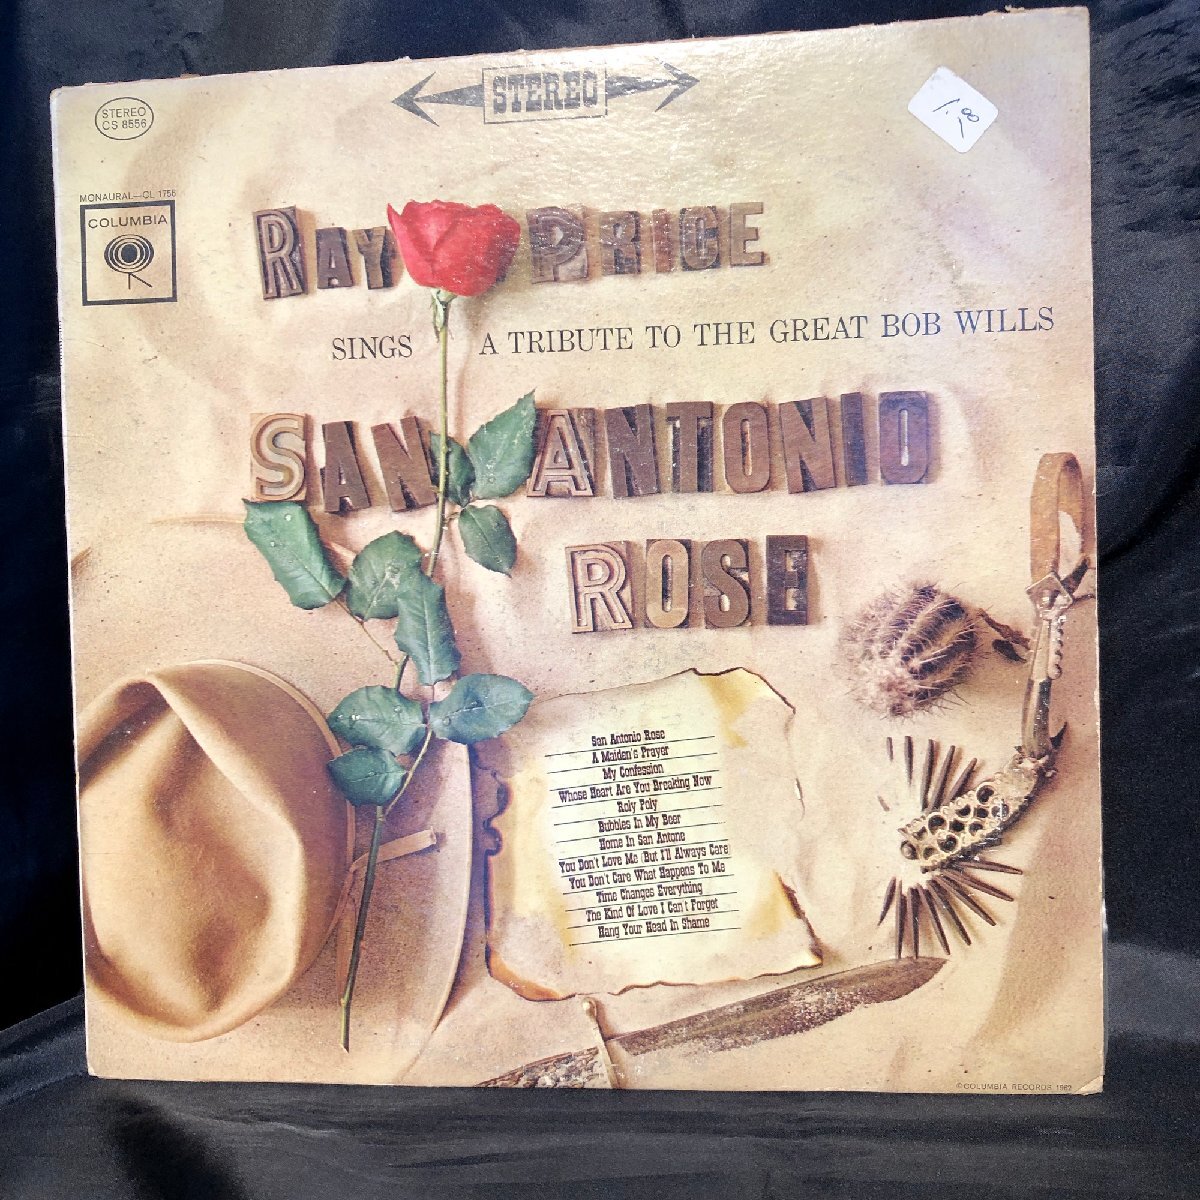 STEREO
STEREO
CS 8556
MONAURAL—CL 1756
COLUMBIA
RAY PRICE
SINGS A TRIBUTE TO THE GREAT BOB WILLS
SAN ANTONIO
ROSE
San Antonio Rose
A Maiden's Prayer
My Confession
Whose Heart Are You Breaking Now
Roly Poly
Bubbles In My Beer
Home In San Antone
You Don't Love Me (But I'll Always Care)
You Don't Care What Happens To Me
Time Changes Everything
The Kind Of Love I Can't Forget
Hang Your Head In Shame
© COLUMBIA RECORDS 1962